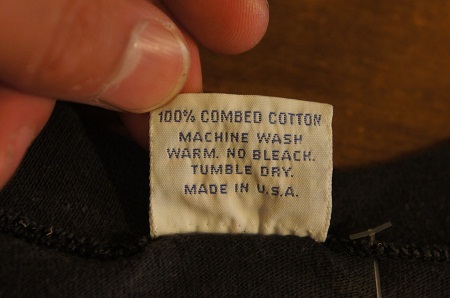 100% COMBED COTTON
MACHINE WASH
WARM. NO BLEACH.
TUMBLE DRY.
MADE IN U.S.A.